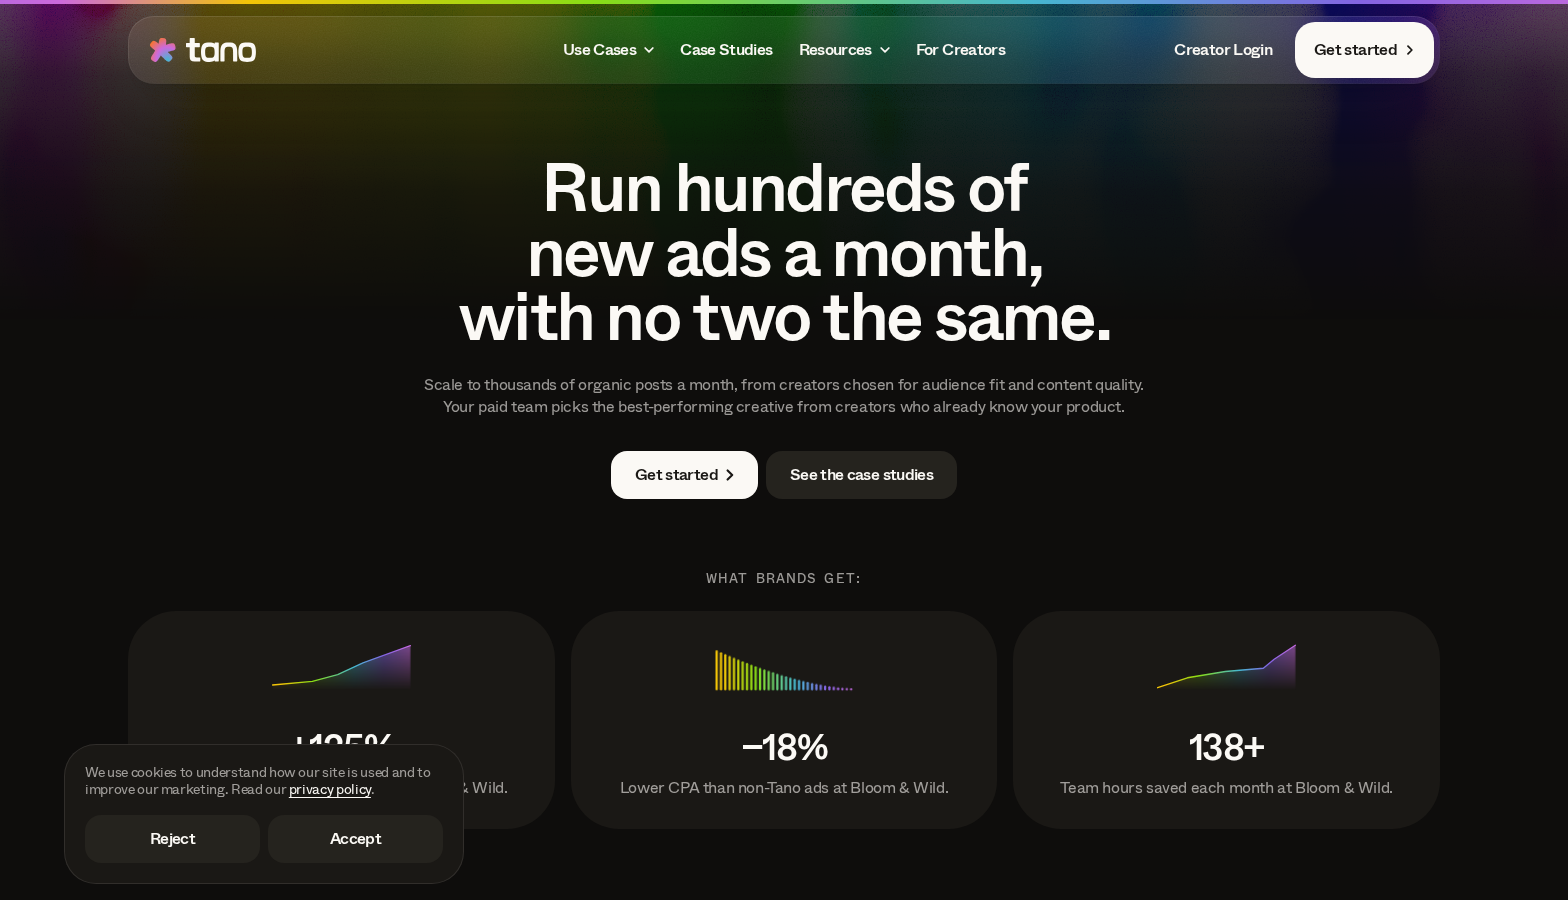 tano
Use Cases
Case Studies
Resources
For Creators
Creator Login
Get started
Run hundreds of
new ads a month,
with no two the same.
Scale to thousands of organic posts a month, from creators chosen for audience fit and content quality.
Your paid team picks the best-performing creative from creators who already know your product.
Get started
See the case studies
WHAT BRANDS GET:
& Wild.
−18%
Lower CPA than non-Tano ads at Bloom & Wild.
138+
Team hours saved each month at Bloom & Wild.
We use cookies to understand how our site is used and to
improve our marketing. Read our privacy policy.
Reject
Accept